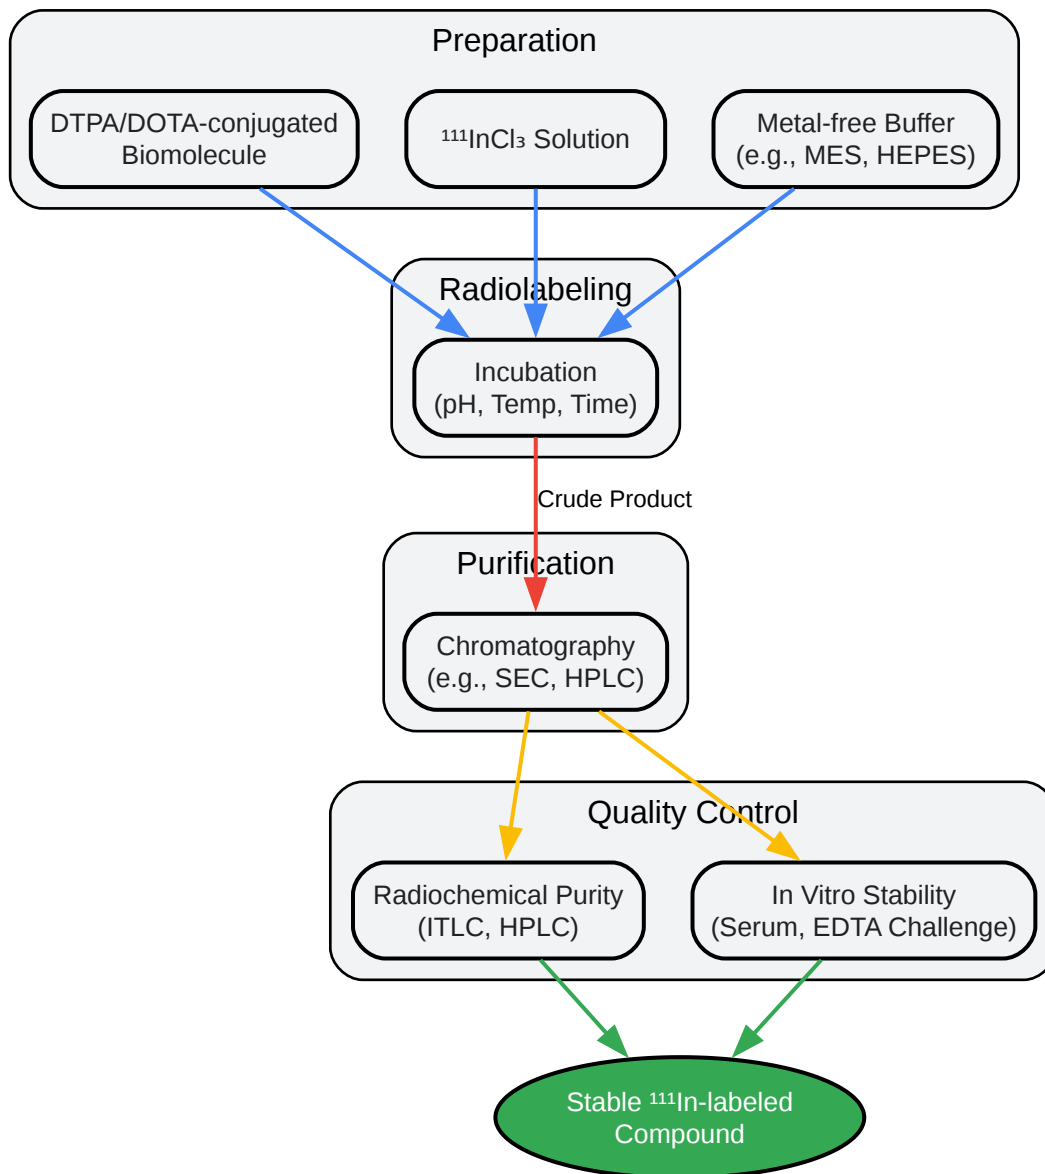 Preparation
DTPA/DOTA-conjugated
Biomolecule
¹¹¹InCl₃ Solution
Metal-free Buffer
(e.g., MES, HEPES)
Radiolabeling
Incubation
(pH, Temp, Time)
Crude Product
Purification
Chromatography
(e.g., SEC, HPLC)
Quality Control
Radiochemical Purity
(ITLC, HPLC)
In Vitro Stability
(Serum, EDTA Challenge)
Stable ¹¹¹In-labeled
Compound